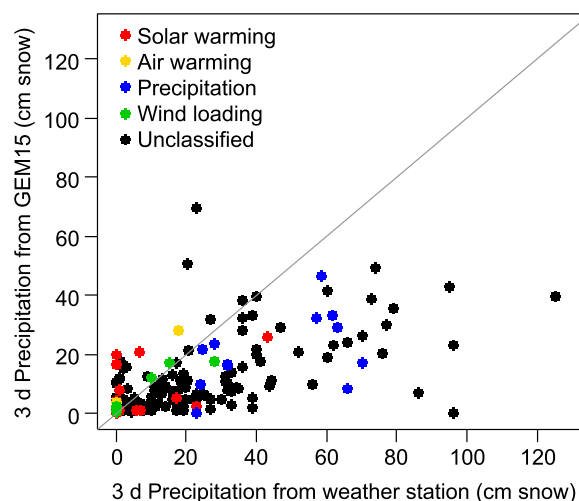 Solar warming
Air warming
Precipitation
Wind loading
Unclassified
3 d Precipitation from GEM15 (cm snow)
120
100
80
60
40
20
0
0 20 40 60 80 100 120
3 d Precipitation from weather station (cm snow)